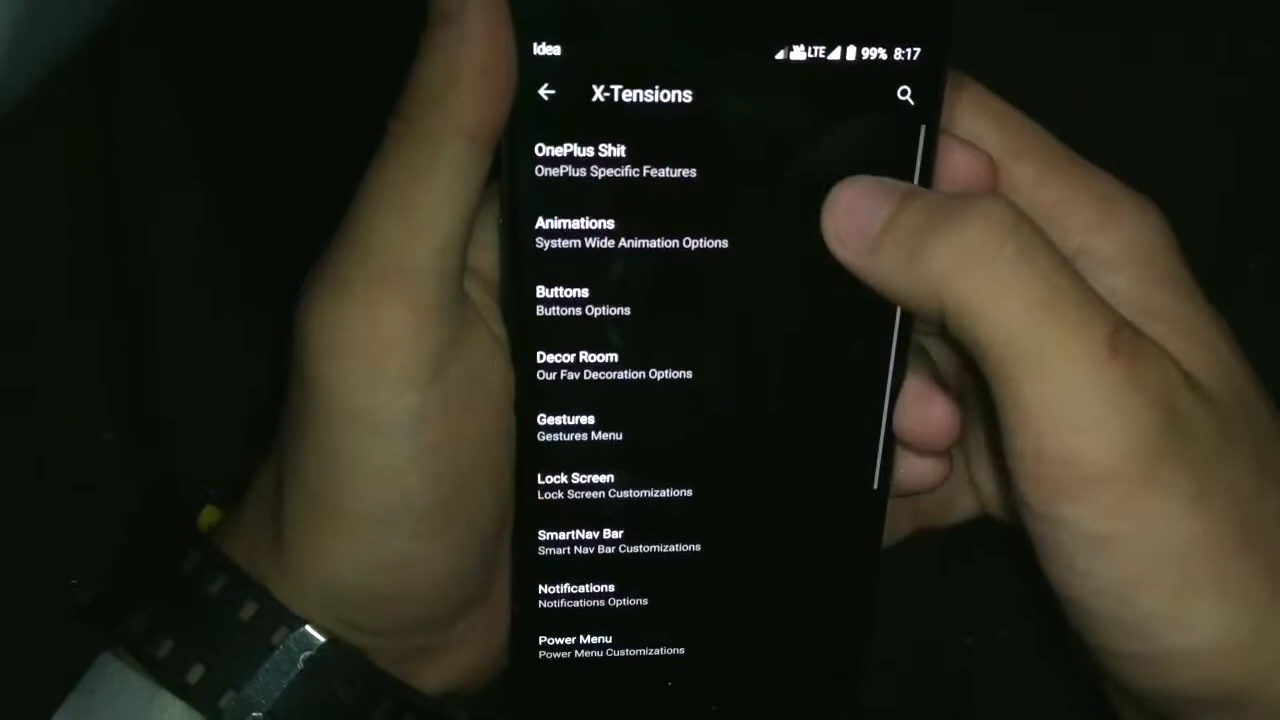 Idea
LTE 99% 8:17
X-Tensions
OnePlus Shit
OnePlus Specific Features
Animations
System Wide Animation Options
Buttons
Buttons Options
Decor Room
Our Fav Decoration Options
Gestures
Gestures Menu
Lock Screen
Lock Screen Customizations
SmartNav Bar
Smart Nav Bar Customizations
Notifications
Notifications Options
Power Menu
Power Menu Customizations